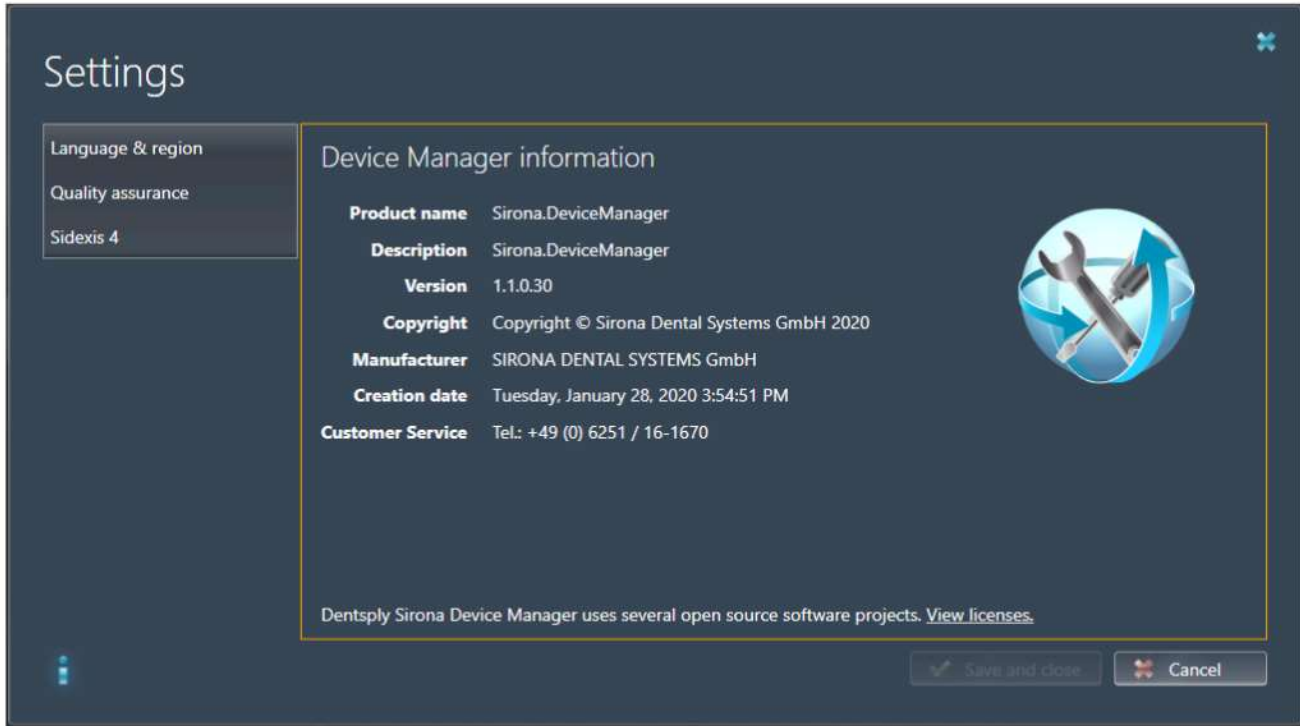 Settings
Language & region
Quality assurance
Sidexis 4
Device Manager information
Product name Sirona.DeviceManager
Description Sirona.DeviceManager
Version 1.1.0.30
Copyright Copyright © Sirona Dental Systems GmbH 2020
Manufacturer SIRONA DENTAL SYSTEMS GmbH
Creation date Tuesday, January 28, 2020 3:54:51 PM
Customer Service Tel.: +49 (0) 6251 / 16-1670
Dentsply Sirona Device Manager uses several open source software projects. View licenses.
Save and close
Cancel